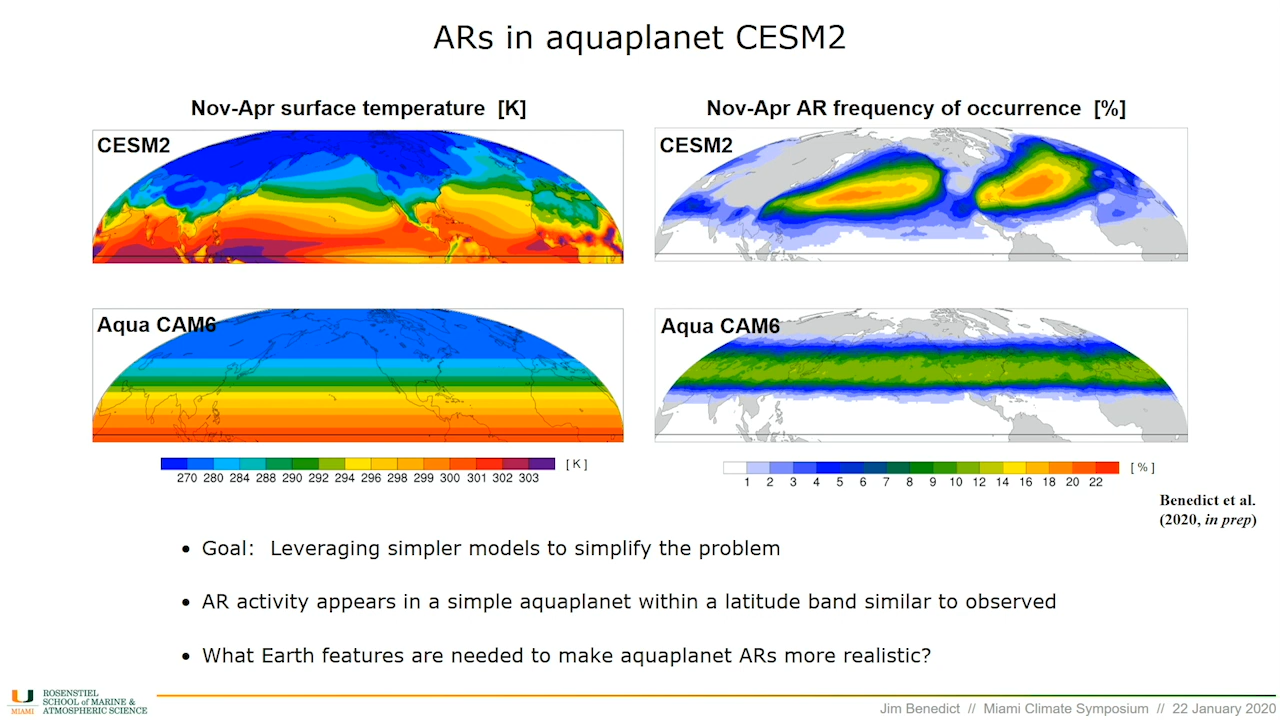 ARs in aquaplanet CESM2
Nov-Apr surface temperature [K]
Nov-Apr AR frequency of occurrence [%]
CESM2
CESM2
Aqua CAM6
Aqua CAM6
[ K ]
270 280 284 288 290 292 294 296 298 299 300 301 302 303
[ % ]
1 2 3 4 5 6 7 8 9 10 12 14 16 18 20 22
Benedict et al.
(2020, in prep)
• Goal: Leveraging simpler models to simplify the problem
• AR activity appears in a simple aquaplanet within a latitude band similar to observed
• What Earth features are needed to make aquaplanet ARs more realistic?
U
MIAMI
ROSENSTIEL
SCHOOL of MARINE &
ATMOSPHERIC SCIENCE
Jim Benedict // Miami Climate Symposium // 22 January 2020